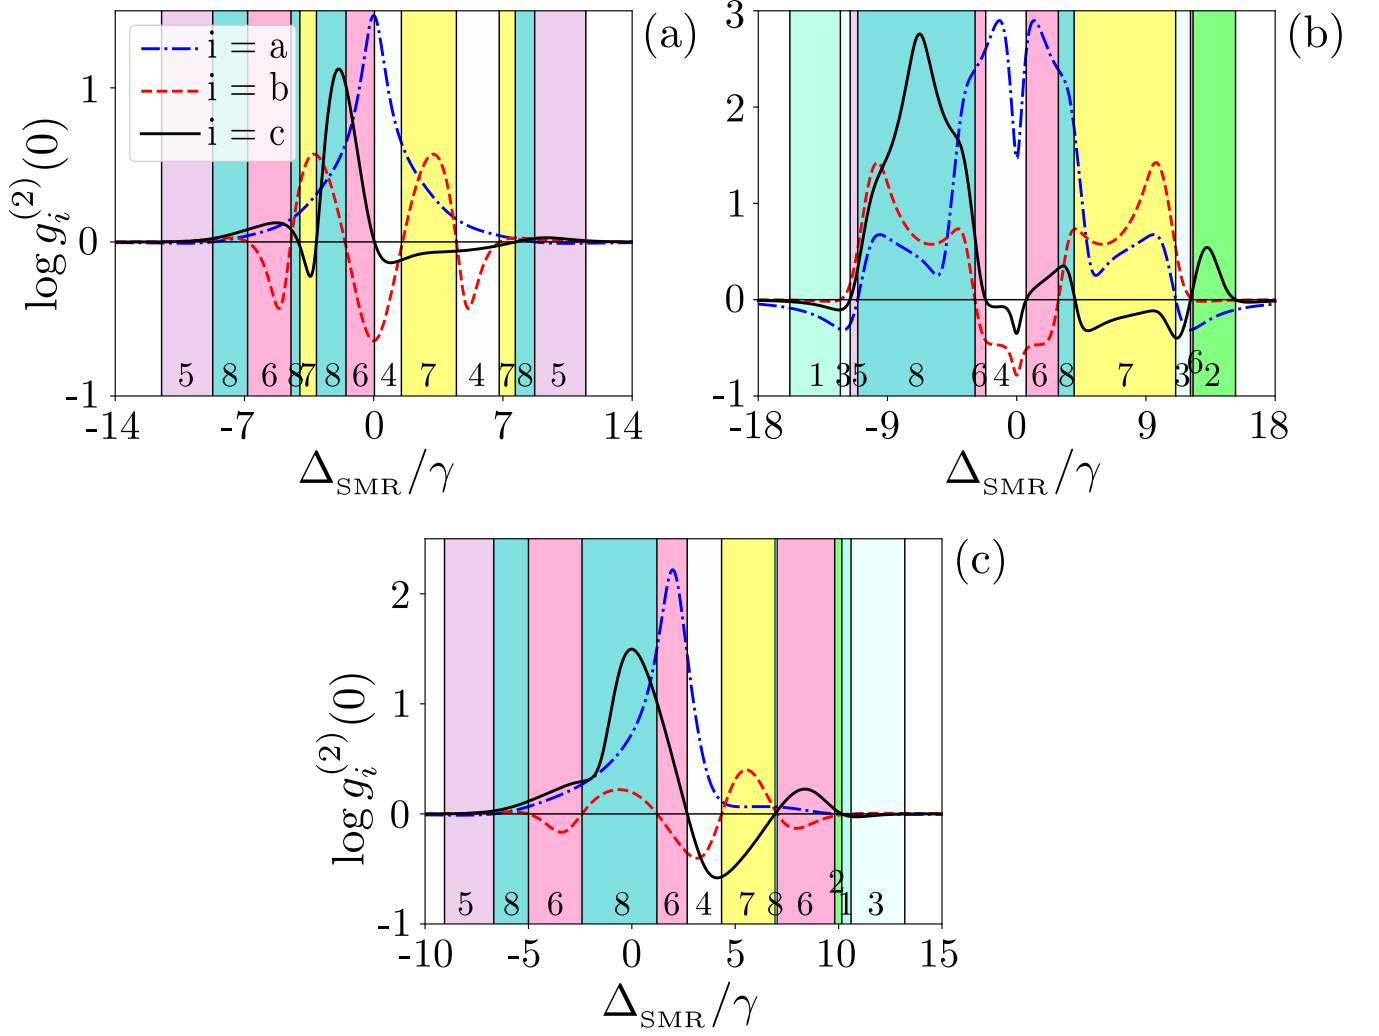 (a)
i = a
i = b
i = c
1
0
-1
log g_i^{(2)}(0)
5 8 6 8 7 8 6 4 7 4 7 8 5
-14 -7 0 7 14
Δ_SMR/γ
(b)
3
2
1
0
-1
1 3 5 8 6 4 6 8 7 3 6 2
-18 -9 0 9 18
Δ_SMR/γ
(c)
2
1
0
-1
log g_i^{(2)}(0)
5 8 6 8 6 4 7 8 6 2 1 3
-10 -5 0 5 10 15
Δ_SMR/γ